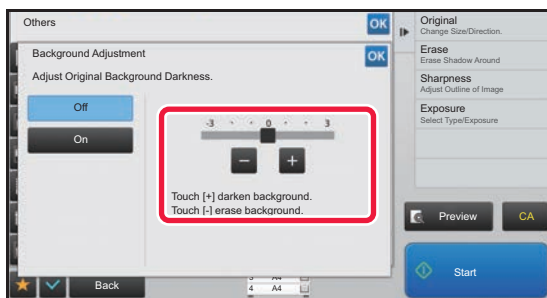 Others
OK
Background Adjustment
OK
Adjust Original Background Darkness.
Off
On
-3 0 3
Touch [+] darken background.
Touch [-] erase background.
Back
A4
4 A4
Original
Change Size/Direction.
Erase
Erase Shadow Around
Sharpness
Adjust Outline of Image
Exposure
Select Type/Exposure
Preview
CA
Start